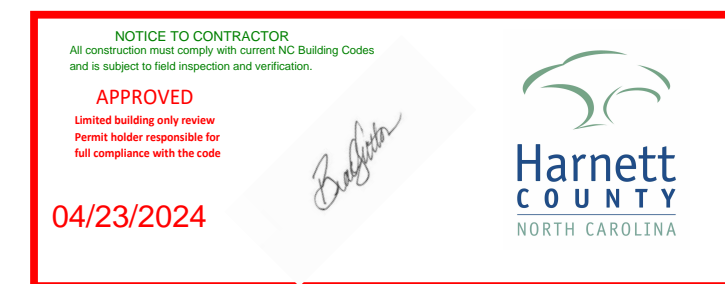 NOTICE TO CONTRACTOR
All construction must comply with current NC Building Codes
and is subject to field inspection and verification.
APPROVED
Limited building only review
Permit holder responsible for
full compliance with the code
04/23/2024
Brad Sutton
Harnett
COUNTY
NORTH CAROLINA